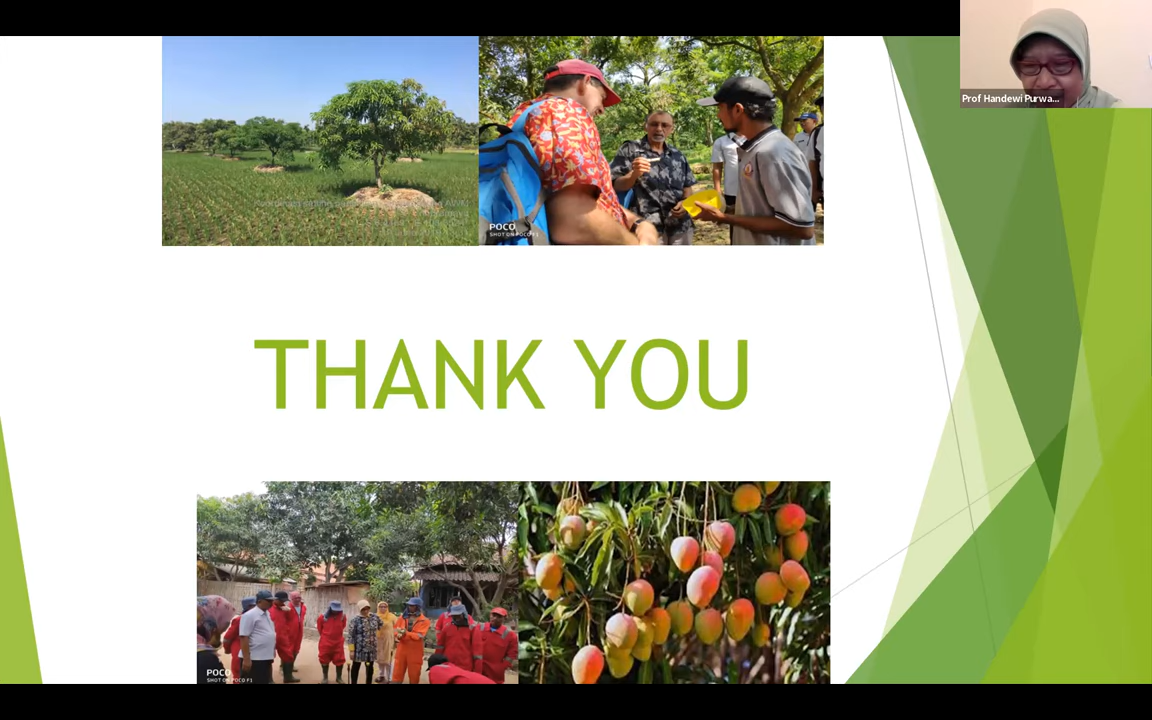 Prof Handewi Purwa...
POCO
SHOT ON POCO F1
THANK YOU
POCO
SHOT ON POCO F1